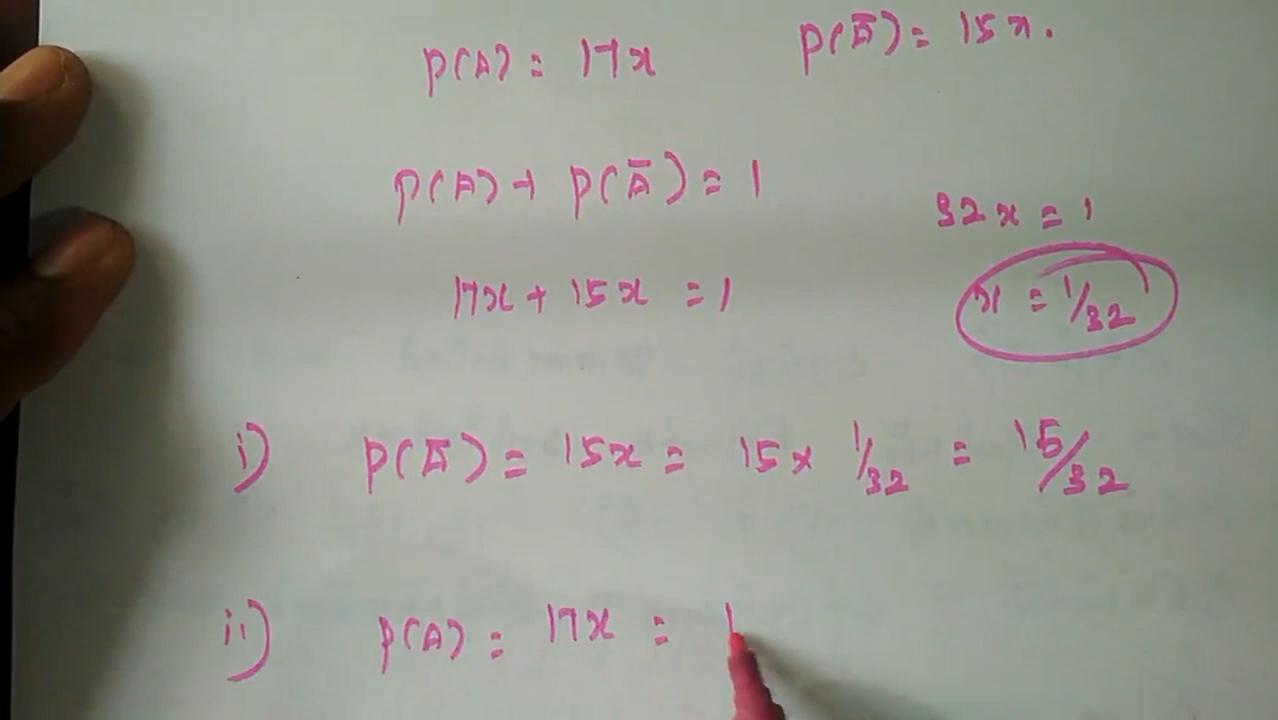 P(A) = 17x P(Ā) = 15x.
P(A) + P(Ā) = 1
32x = 1
17x + 15x = 1
x = 1/32
i) P(Ā) = 15x = 15 x 1/32 = 15/32
ii) P(A) = 17x = 1